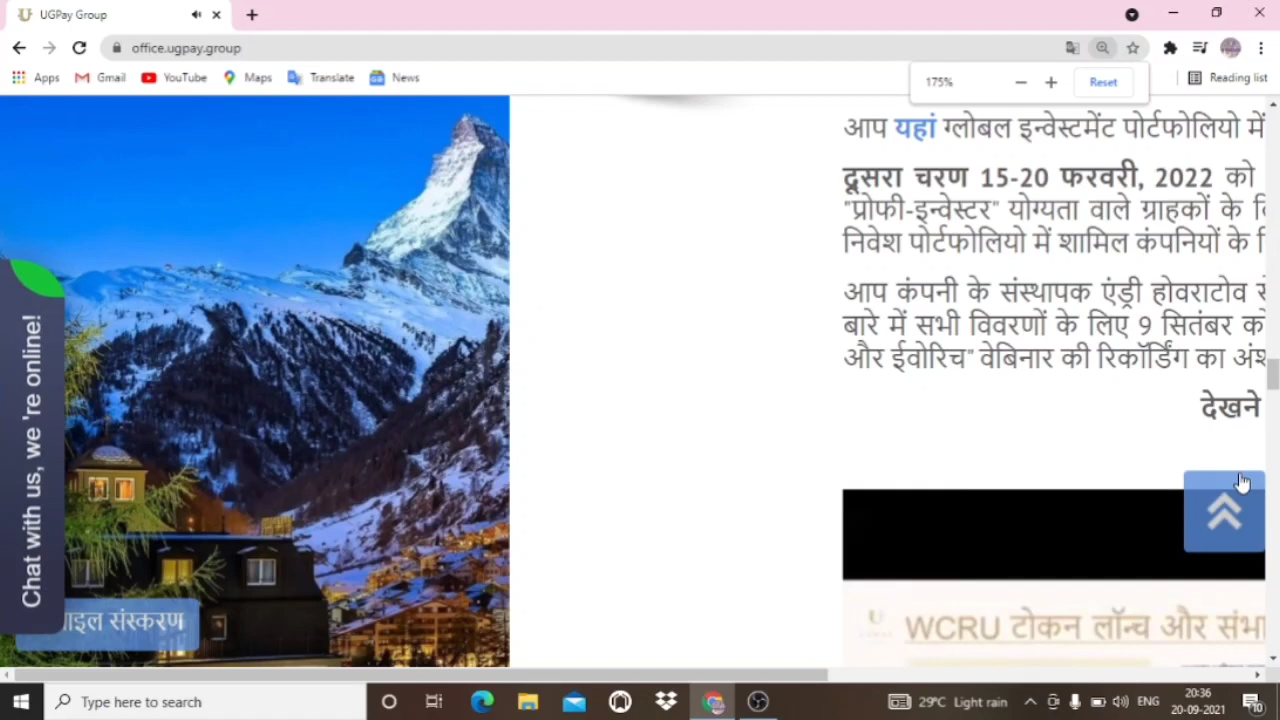 UGPay Group
office.ugpay.group
Apps Gmail YouTube Maps Translate News
175% Reset
Reading list
आप यहां ग्लोबल इन्वेस्टमेंट पोर्टफोलियो में
दूसरा चरण 15-20 फरवरी, 2022 को
"प्रोफी-इन्वेस्टर" योग्यता वाले ग्राहकों के
निवेश पोर्टफोलियो में शामिल कंपनियों के
आप कंपनी के संस्थापक एंड्री होवराटोव
बारे में सभी विवरणों के लिए 9 सितंबर को
और ईवोरिच" वेबिनार की रिकॉर्डिंग का
देखने
Chat with us, we 're online!
संस्करण
WCRU टोकन लॉन्च और
Type here to search
29°C Light rain
ENG
20:36
20-09-2021
10